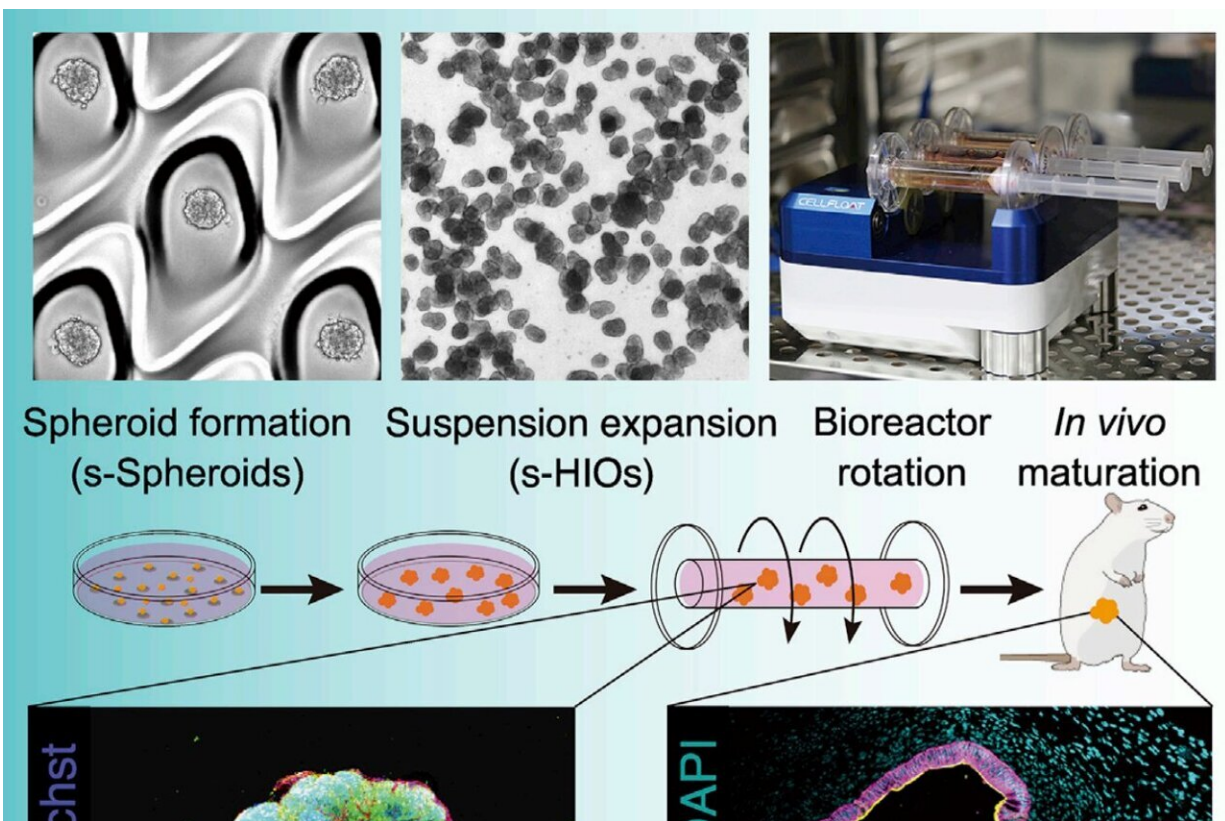 CELLFLOAT
Spheroid formation
(s-Spheroids)
Suspension expansion
(s-HIOs)
Bioreactor
rotation
In vivo
maturation
chst
DAPI